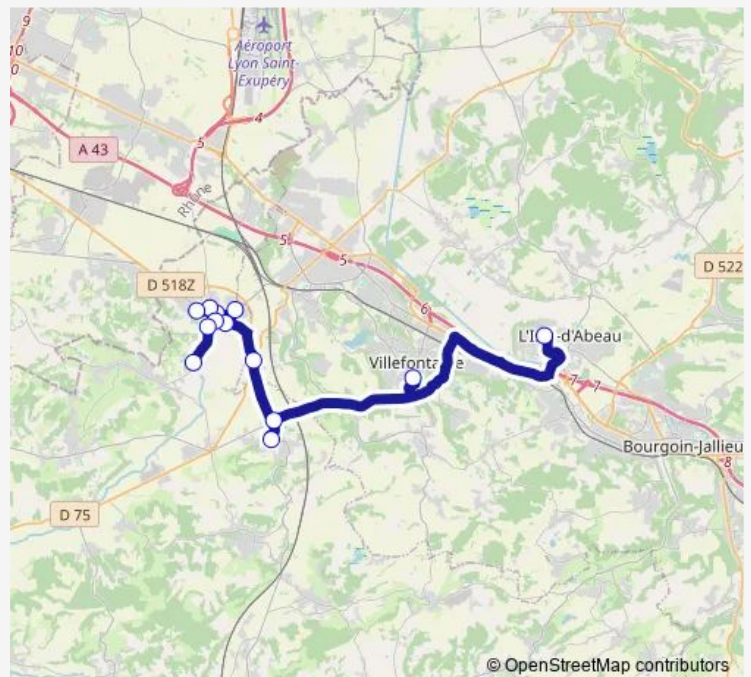 9
10
0
Aéroport
Lyon Saint-
Exupéry
4
5
A 43
Rhône
5
5
6
D 518Z
D 522
Villefontaine
7 7
Bourgoin-Jallieu
8
D 75
© OpenStreetMap contributors